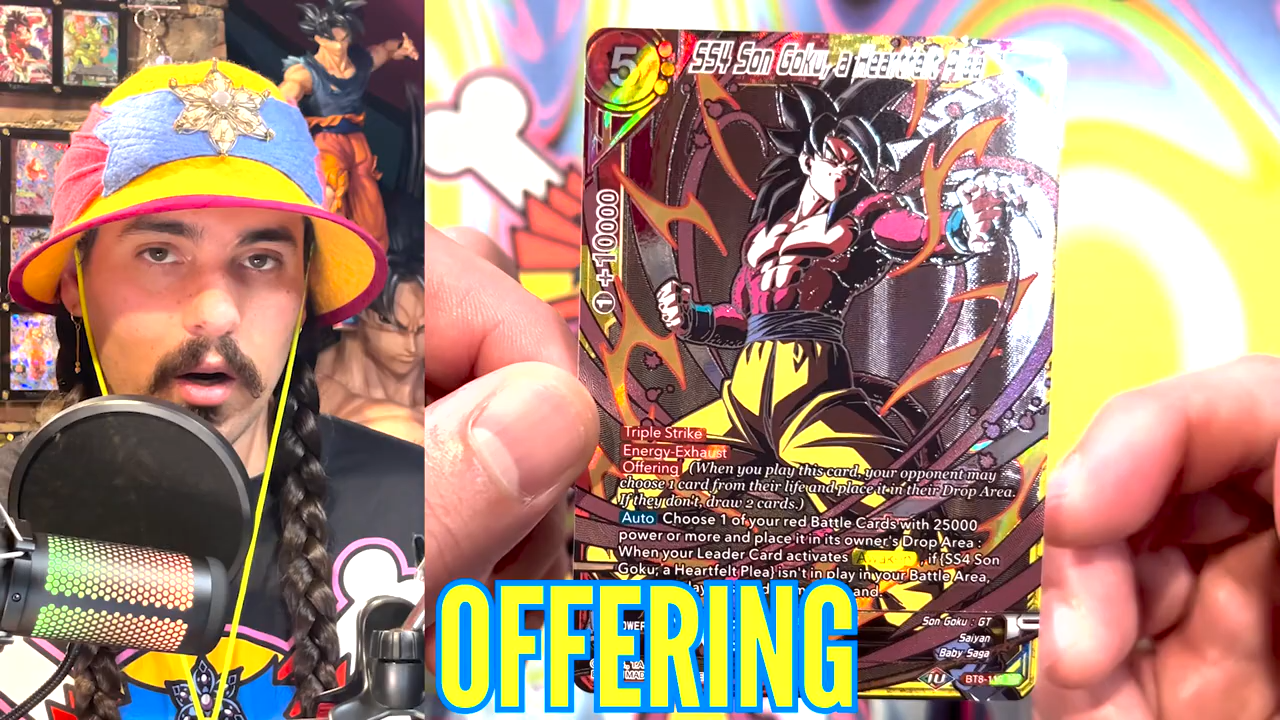 5
SS4 Son Goku, a Heartfelt Plea
1 +10000
Triple Strike
Energy-Exhaust
Offering (When you play this card, your opponent may
choose 1 card from their life and place it in their Drop Area.
If they don't, draw 2 cards.)
Auto Choose 1 of your red Battle Cards with 25000
power or more and place it in its owner's Drop Area :
When your Leader Card activates Awaken, if {SS4 Son
Goku, a Heartfelt Plea} isn't in play in your Battle Area,
Son Goku : GT
Saiyan
Baby Saga
OFFERING